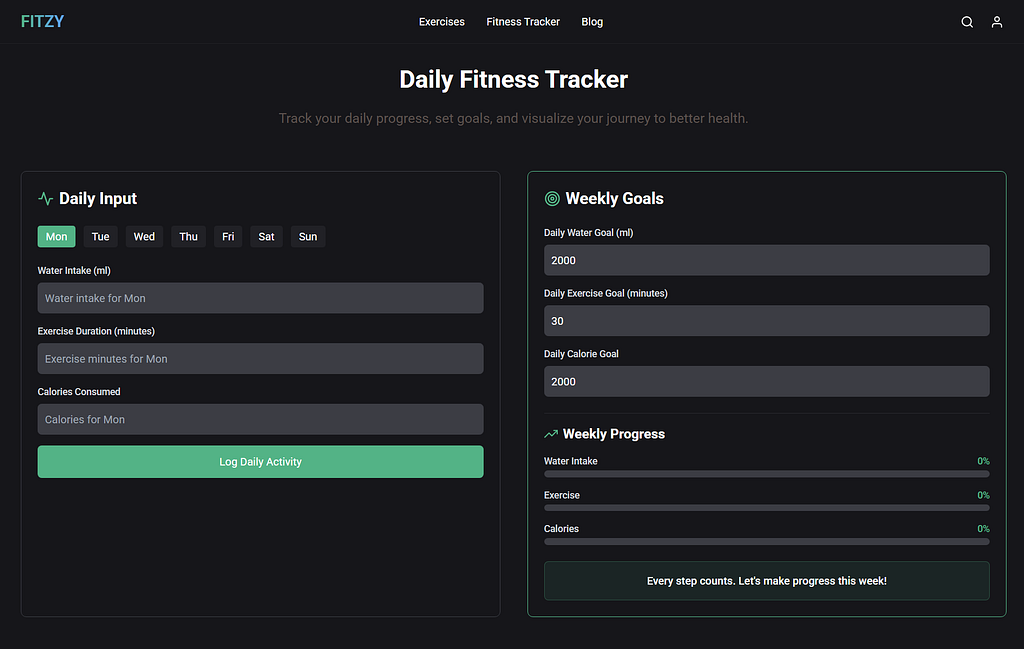 FITZY
Exercises Fitness Tracker Blog
Daily Fitness Tracker
Track your daily progress, set goals, and visualize your journey to better health.
Daily Input
Mon Tue Wed Thu Fri Sat Sun
Water Intake (ml)
Water intake for Mon
Exercise Duration (minutes)
Exercise minutes for Mon
Calories Consumed
Calories for Mon
Log Daily Activity
Weekly Goals
Daily Water Goal (ml)
2000
Daily Exercise Goal (minutes)
30
Daily Calorie Goal
2000
Weekly Progress
Water Intake 0%
Exercise 0%
Calories 0%
Every step counts. Let's make progress this week!